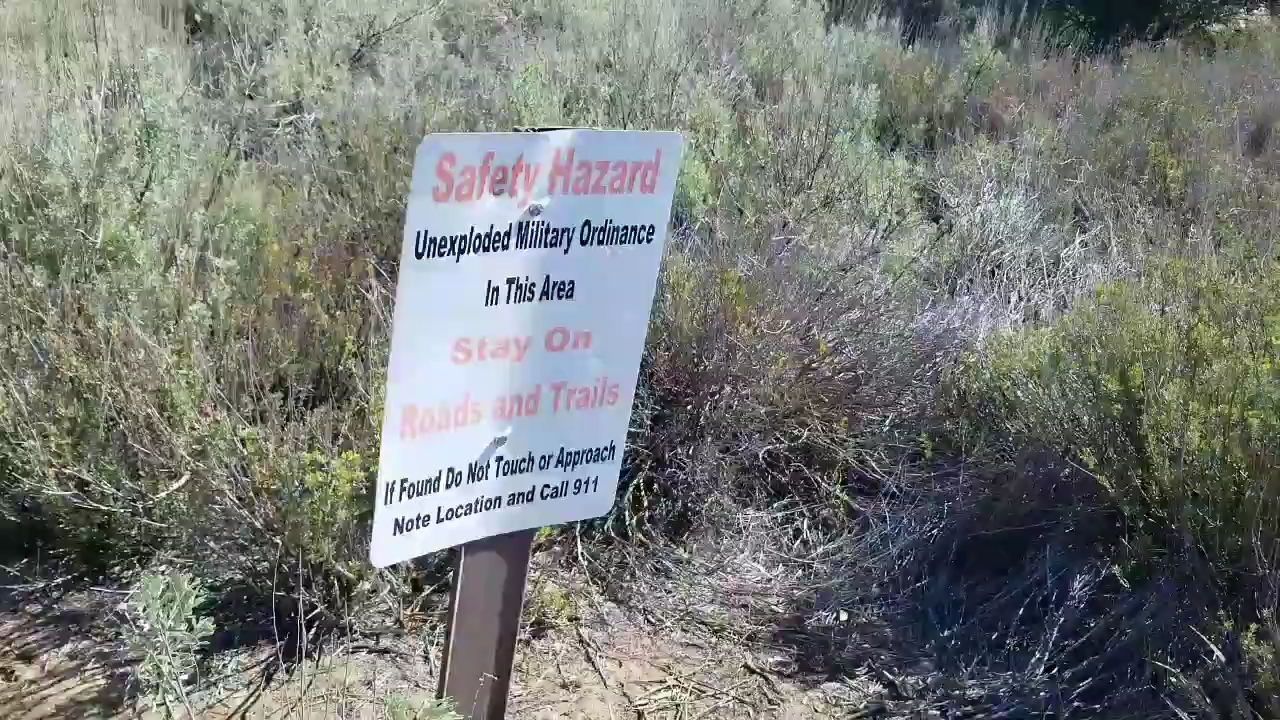 Safety Hazard
Unexploded Military Ordinance
In This Area
Stay On
Roads and Trails
If Found Do Not Touch or Approach
Note Location and Call 911